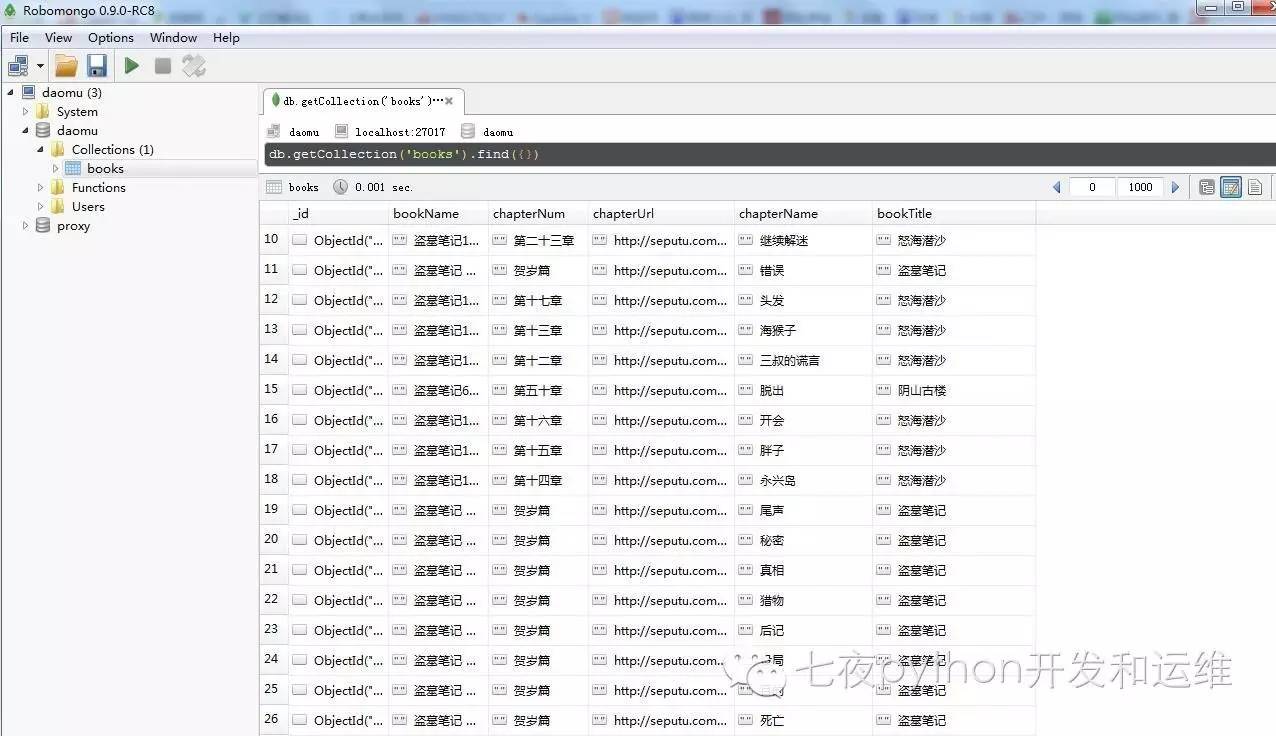 Robomongo 0.9.0-RC8
File View Options Window Help
daomu (3)
System
daomu
Collections (1)
books
Functions
Users
proxy
db.getCollection('books')...
daomu localhost:27017 daomu
db.getCollection('books').find({})
books 0.001 sec. 0 1000
_id bookName chapterNum chapterUrl chapterName bookTitle
10 ObjectId("... 盗墓笔记1... 第二十三章 http://seputu.com... 继续解迷 怒海潜沙
11 ObjectId("... 盗墓笔记 ... 贺岁篇 http://seputu.com... 错误 盗墓笔记
12 ObjectId("... 盗墓笔记1... 第十七章 http://seputu.com... 头发 怒海潜沙
13 ObjectId("... 盗墓笔记1... 第十三章 http://seputu.com... 海猴子 怒海潜沙
14 ObjectId("... 盗墓笔记1... 第十二章 http://seputu.com... 三叔的谎言 怒海潜沙
15 ObjectId("... 盗墓笔记6... 第五十章 http://seputu.com... 脱出 阴山古楼
16 ObjectId("... 盗墓笔记1... 第十六章 http://seputu.com... 开会 怒海潜沙
17 ObjectId("... 盗墓笔记1... 第十五章 http://seputu.com... 胖子 怒海潜沙
18 ObjectId("... 盗墓笔记1... 第十四章 http://seputu.com... 永兴岛 怒海潜沙
19 ObjectId("... 盗墓笔记 ... 贺岁篇 http://seputu.com... 尾声 盗墓笔记
20 ObjectId("... 盗墓笔记 ... 贺岁篇 http://seputu.com... 秘密 盗墓笔记
21 ObjectId("... 盗墓笔记 ... 贺岁篇 http://seputu.com... 真相 盗墓笔记
22 ObjectId("... 盗墓笔记 ... 贺岁篇 http://seputu.com... 猎物 盗墓笔记
23 ObjectId("... 盗墓笔记 ... 贺岁篇 http://seputu.com... 后记 盗墓笔记
24 ObjectId("... 盗墓笔记 ... 贺岁篇 http://seputu.com... 盗墓笔记
七夜python开发和运维
25 ObjectId("... 盗墓笔记 ... 贺岁篇 http://seputu.com... 盗墓笔记
26 ObjectId("... 盗墓笔记 ... 贺岁篇 http://seputu.com... 死亡 盗墓笔记